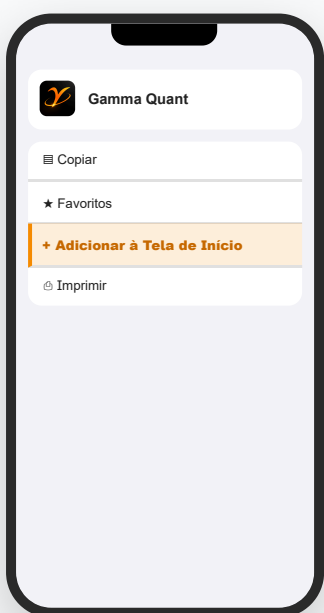 Gamma Quant
Copiar
★ Favoritos
+ Adicionar à Tela de Início
Imprimir